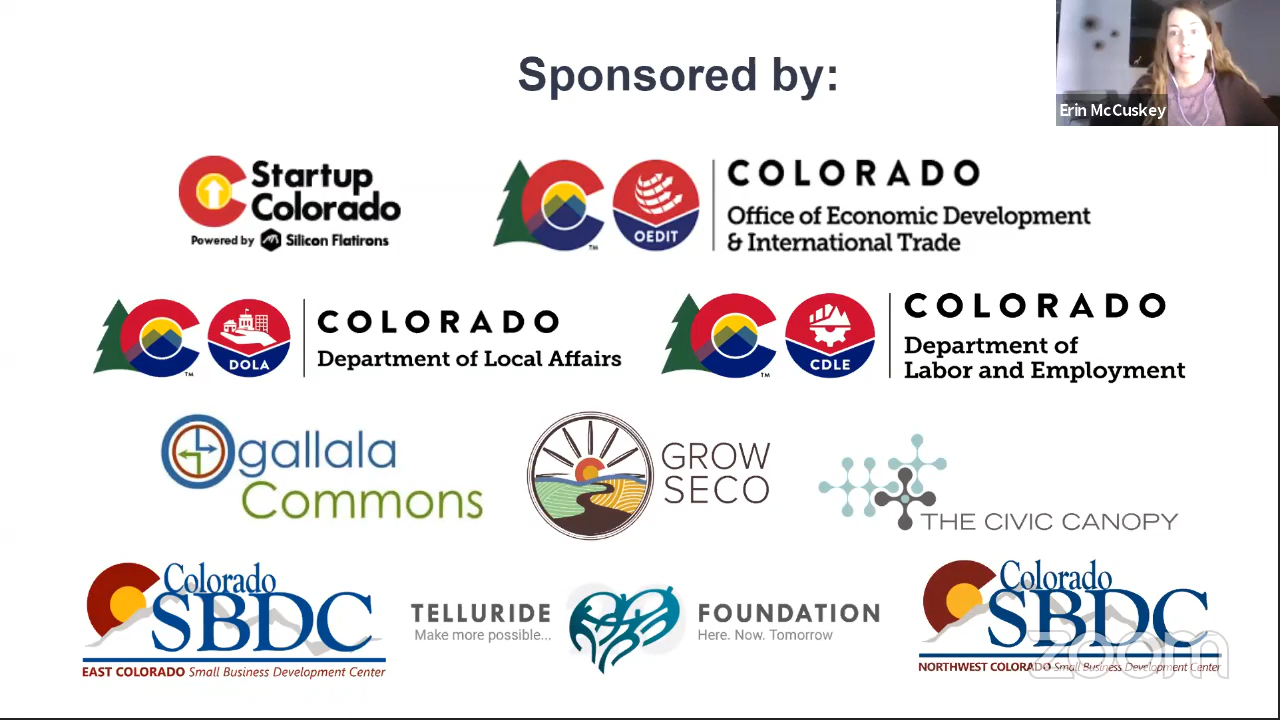 Sponsored by:
Erin McCuskey
Startup
Colorado
Powered by Silicon Flatirons
TM
OEDIT
COLORADO
Office of Economic Development
& International Trade
TM
DOLA
COLORADO
Department of Local Affairs
TM
CDLE
COLORADO
Department of
Labor and Employment
Ogallala
Commons
GROW
SECO
THE CIVIC CANOPY
Colorado
SBDC
EAST COLORADO Small Business Development Center
TELLURIDE FOUNDATION
Make more possible... Here. Now. Tomorrow
Colorado
SBDC
NORTHWEST COLORADO Small Business Development Center
zoom